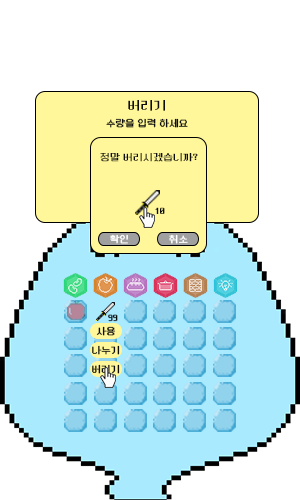 버리기
수량을 입력 하세요
정말 버리시겠습니까?
10
확인
취소
99
사용
나누기
버리기